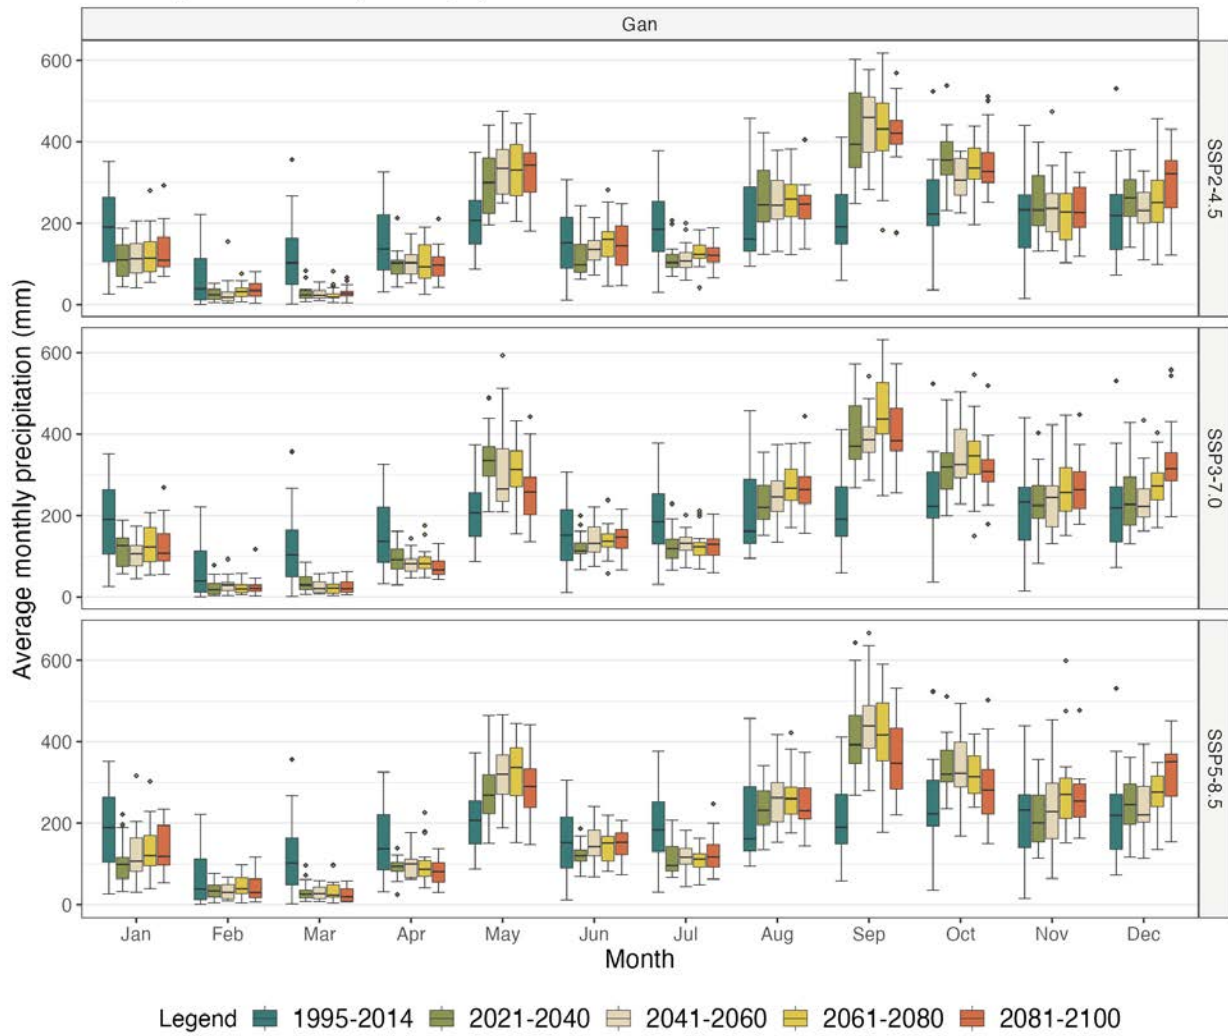 Gan
600
400
200
0
SSP2-4.5
600
400
200
0
SSP3-7.0
600
400
200
0
SSP5-8.5
Average monthly precipitation (mm)
Jan Feb Mar Apr May Jun Jul Aug Sep Oct Nov Dec
Month
Legend 1995-2014 2021-2040 2041-2060 2061-2080 2081-2100